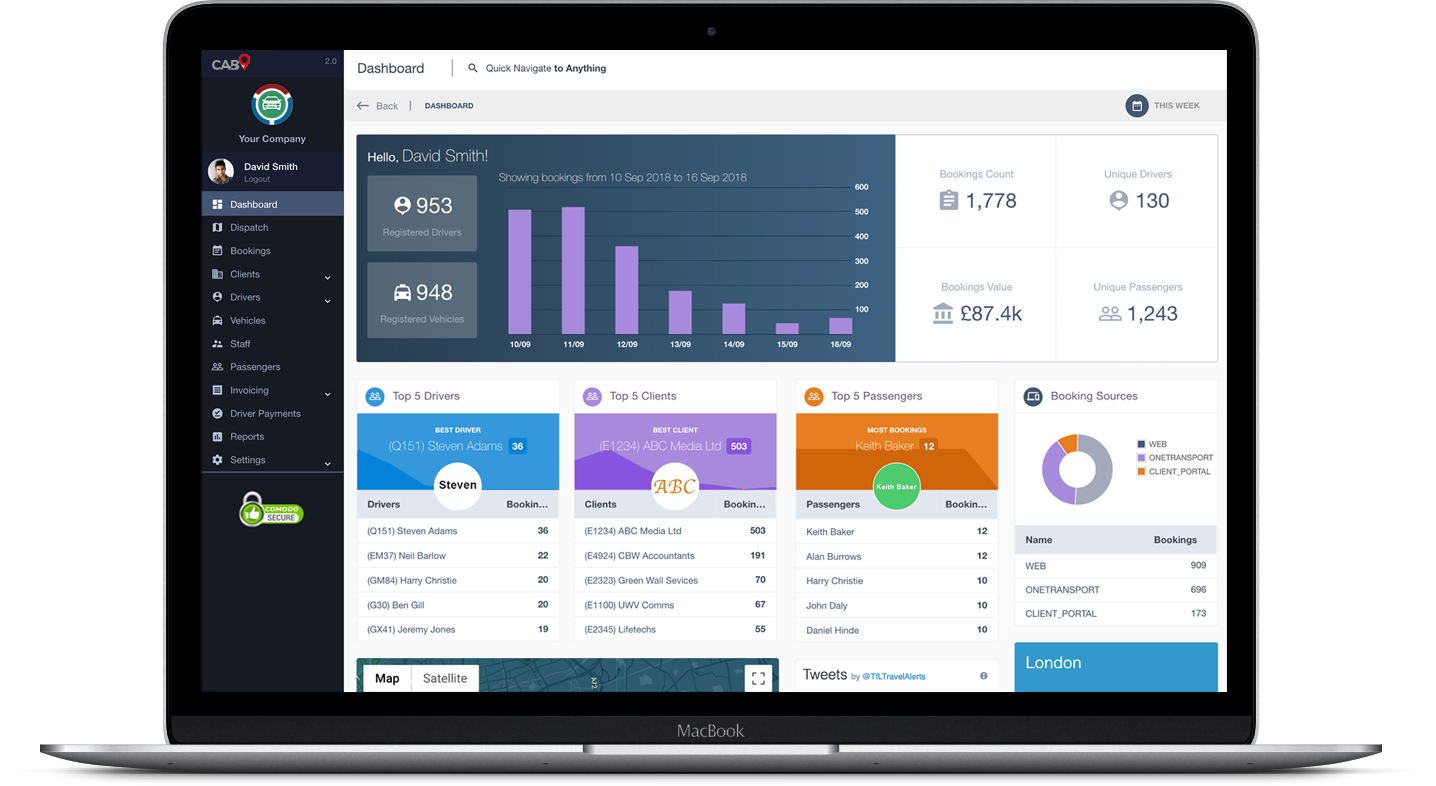 CAB
2.0
Your Company
David Smith
Logout
Dashboard
Dispatch
Bookings
Clients
Drivers
Vehicles
Staff
Passengers
Invoicing
Driver Payments
Reports
Settings
COMODO
SECURE
Dashboard
Quick Navigate to Anything
Back
DASHBOARD
THIS WEEK
Hello, David Smith!
953
Registered Drivers
948
Registered Vehicles
Showing bookings from 10 Sep 2018 to 16 Sep 2018
600
500
400
300
200
100
10/09 11/09 12/09 13/09 14/09 15/09 16/09
Bookings Count
1,778
Unique Drivers
130
Bookings Value
£87.4k
Unique Passengers
1,243
Top 5 Drivers
BEST DRIVER
(Q151) Steven Adams 36
Steven
Drivers Bookin...
(Q151) Steven Adams 36
(EM37) Neil Barlow 22
(GM84) Harry Christie 20
(G30) Ben Gill 20
(GX41) Jeremy Jones 19
Top 5 Clients
BEST CLIENT
(E1234) ABC Media Ltd 503
ABC
Clients Bookin...
(E1234) ABC Media Ltd 503
(E4924) CBW Accountants 191
(E2323) Green Wall Sevices 70
(E1100) UWV Comms 67
(E2345) Lifetechs 55
Top 5 Passengers
MOST BOOKINGS
Keith Baker 12
Keith Baker
Passengers Bookin...
Keith Baker 12
Alan Burrows 12
Harry Christie 10
John Daly 10
Daniel Hinde 10
Booking Sources
WEB
ONETRANSPORT
CLIENT_PORTAL
Name Bookings
WEB 909
ONETRANSPORT 696
CLIENT_PORTAL 173
Map Satellite
Tweets by @TfLTravelAlerts
London
MacBook